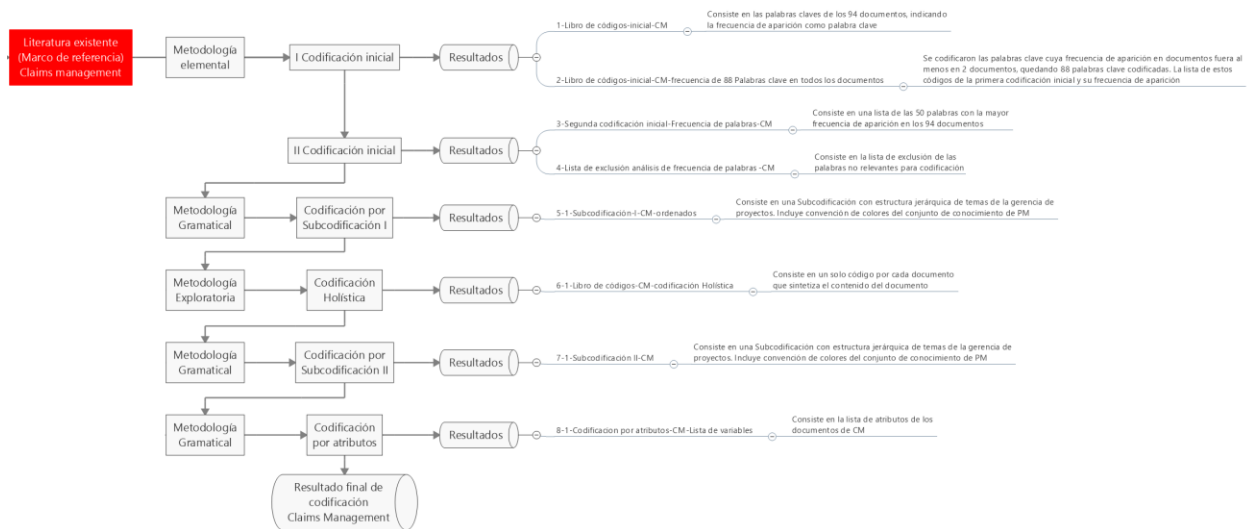 Literatura existente
(Marco de referencia)
Claims management
Metodología
elemental
I Codificación inicial
Resultados
1-Libro de códigos-inicial-CM
Consiste en las palabras claves de los 94 documentos, indicando
la frecuencia de aparición como palabra clave
2-Libro de códigos-inicial-CM-frecuencia de 88 Palabras clave en todos los documentos
Se codificaron las palabras clave cuya frecuencia de aparición en documentos fuera al
menos en 2 documentos, quedando 88 palabras clave codificadas. La lista de estos
códigos de la primera codificación inicial y su frecuencia de aparición
II Codificación inicial
Resultados
3-Segunda codificación inicial-Frecuencia de palabras-CM
Consiste en una lista de las 50 palabras con la mayor
frecuencia de aparición en los 94 documentos
4-Lista de exclusión análisis de frecuencia de palabras -CM
Consiste en la lista de exclusión de las
palabras no relevantes para codificación
Metodología
Gramatical
Codificación por
Subcodificación I
Resultados
5-1-Subcodificación-I-CM-ordenados
Consiste en una Subcodificación con estructura jerárquica de temas de la gerencia de
proyectos. Incluye convención de colores del conjunto de conocimiento de PM
Metodología
Exploratoria
Codificación
Holística
Resultados
6-1-Libro de códigos-CM-codificación Holística
Consiste en un solo código por cada documento
que sintetiza el contenido del documento
Metodología
Gramatical
Codificación por
Subcodificación II
Resultados
7-1-Subcodificación II-CM
Consiste en una Subcodificación con estructura jerárquica de temas de la gerencia de
proyectos. Incluye convención de colores del conjunto de conocimiento de PM
Metodología
Gramatical
Codificación
por atributos
Resultados
8-1-Codificacion por atributos-CM-Lista de variables
Consiste en la lista de atributos de los
documentos de CM
Resultado final de
codificación
Claims Management